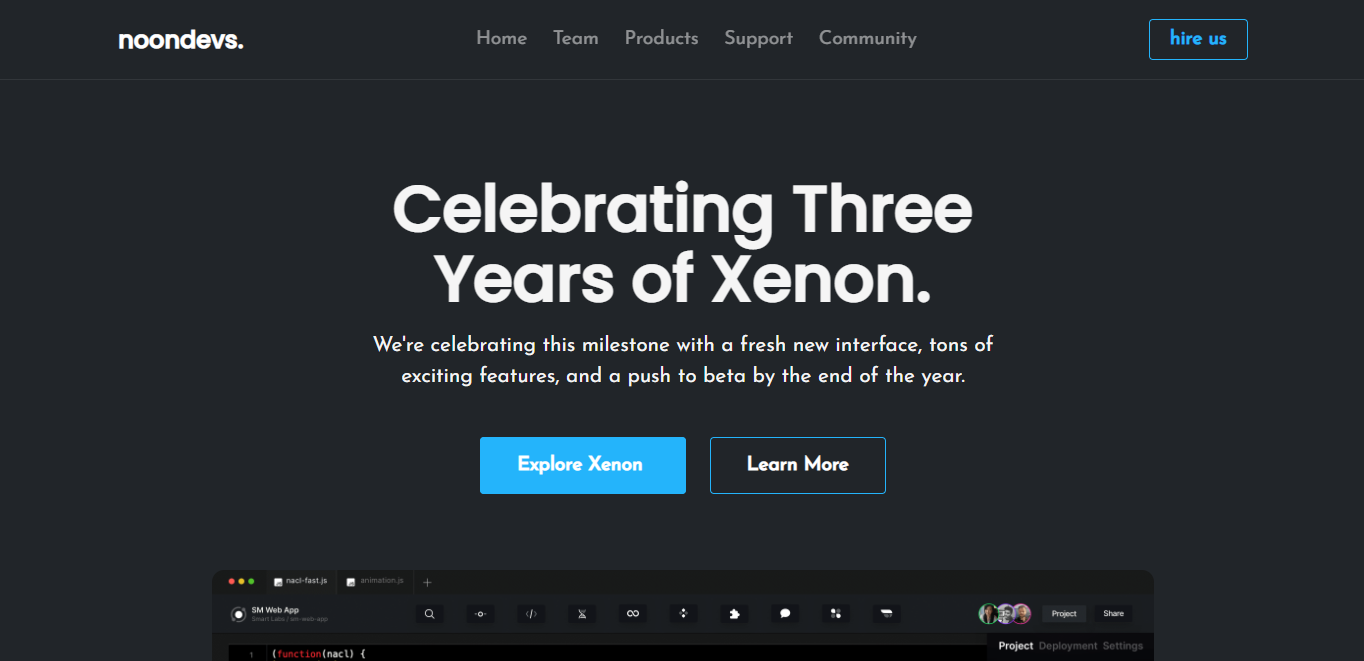 noondevs.
Home Team Products Support Community
hire us
Celebrating Three
Years of Xenon.
We're celebrating this milestone with a fresh new interface, tons of
exciting features, and a push to beta by the end of the year.
Explore Xenon
Learn More
nacl-fast.js
animation.js
SM Web App
Smart Labs / sm-web-app
Project
Share
Project Deployment Settings
1 (function(nacl) {